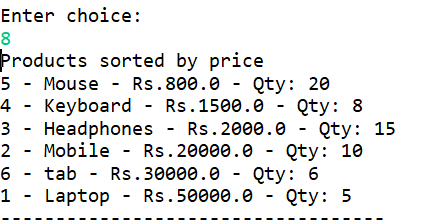 Enter choice:
8
Products sorted by price
5 - Mouse - Rs.800.0 - Qty: 20
4 - Keyboard - Rs.1500.0 - Qty: 8
3 - Headphones - Rs.2000.0 - Qty: 15
2 - Mobile - Rs.20000.0 - Qty: 10
6 - tab - Rs.30000.0 - Qty: 6
1 - Laptop - Rs.50000.0 - Qty: 5
-----------------------------------